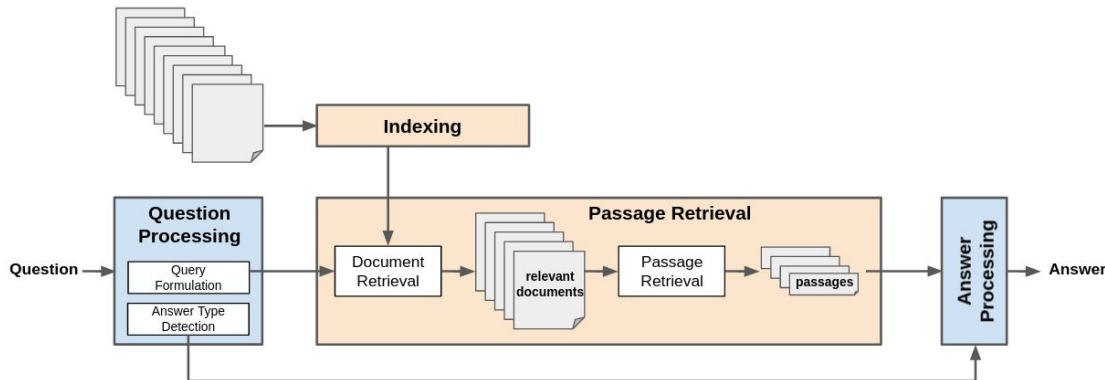 Indexing
Question
Processing
Passage Retrieval
Question
Query
Formulation
Answer Type
Detection
Document
Retrieval
relevant
documents
Passage
Retrieval
passages
Answer
Processing
Answer